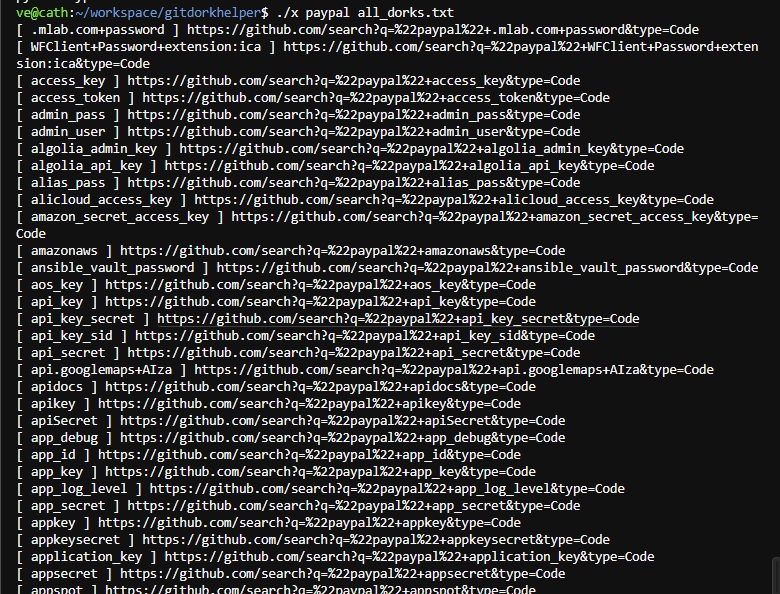 ve@cath:~/workspace/gitdorkhelper$ ./x paypal all_dorks.txt
[ .mlab.com+password ] https://github.com/search?q=%22paypal%22+.mlab.com+password&type=Code
[ WFClient+Password+extension:ica ] https://github.com/search?q=%22paypal%22+WFClient+Password+exten
sion:ica&type=Code
[ access_key ] https://github.com/search?q=%22paypal%22+access_key&type=Code
[ access_token ] https://github.com/search?q=%22paypal%22+access_token&type=Code
[ admin_pass ] https://github.com/search?q=%22paypal%22+admin_pass&type=Code
[ admin_user ] https://github.com/search?q=%22paypal%22+admin_user&type=Code
[ algolia_admin_key ] https://github.com/search?q=%22paypal%22+algolia_admin_key&type=Code
[ algolia_api_key ] https://github.com/search?q=%22paypal%22+algolia_api_key&type=Code
[ alias_pass ] https://github.com/search?q=%22paypal%22+alias_pass&type=Code
[ alicloud_access_key ] https://github.com/search?q=%22paypal%22+alicloud_access_key&type=Code
[ amazon_secret_access_key ] https://github.com/search?q=%22paypal%22+amazon_secret_access_key&type=
Code
[ amazonaws ] https://github.com/search?q=%22paypal%22+amazonaws&type=Code
[ ansible_vault_password ] https://github.com/search?q=%22paypal%22+ansible_vault_password&type=Code
[ aos_key ] https://github.com/search?q=%22paypal%22+aos_key&type=Code
[ api_key ] https://github.com/search?q=%22paypal%22+api_key&type=Code
[ api_key_secret ] https://github.com/search?q=%22paypal%22+api_key_secret&type=Code
[ api_key_sid ] https://github.com/search?q=%22paypal%22+api_key_sid&type=Code
[ api_secret ] https://github.com/search?q=%22paypal%22+api_secret&type=Code
[ api.googlemaps+AIza ] https://github.com/search?q=%22paypal%22+api.googlemaps+AIza&type=Code
[ apidocs ] https://github.com/search?q=%22paypal%22+apidocs&type=Code
[ apikey ] https://github.com/search?q=%22paypal%22+apikey&type=Code
[ apiSecret ] https://github.com/search?q=%22paypal%22+apiSecret&type=Code
[ app_debug ] https://github.com/search?q=%22paypal%22+app_debug&type=Code
[ app_id ] https://github.com/search?q=%22paypal%22+app_id&type=Code
[ app_key ] https://github.com/search?q=%22paypal%22+app_key&type=Code
[ app_log_level ] https://github.com/search?q=%22paypal%22+app_log_level&type=Code
[ app_secret ] https://github.com/search?q=%22paypal%22+app_secret&type=Code
[ appkey ] https://github.com/search?q=%22paypal%22+appkey&type=Code
[ appkeysecret ] https://github.com/search?q=%22paypal%22+appkeysecret&type=Code
[ application_key ] https://github.com/search?q=%22paypal%22+application_key&type=Code
[ appsecret ] https://github.com/search?q=%22paypal%22+appsecret&type=Code
[ appspot ] https://github.com/search?q=%22paypal%22+appspot&type=Code